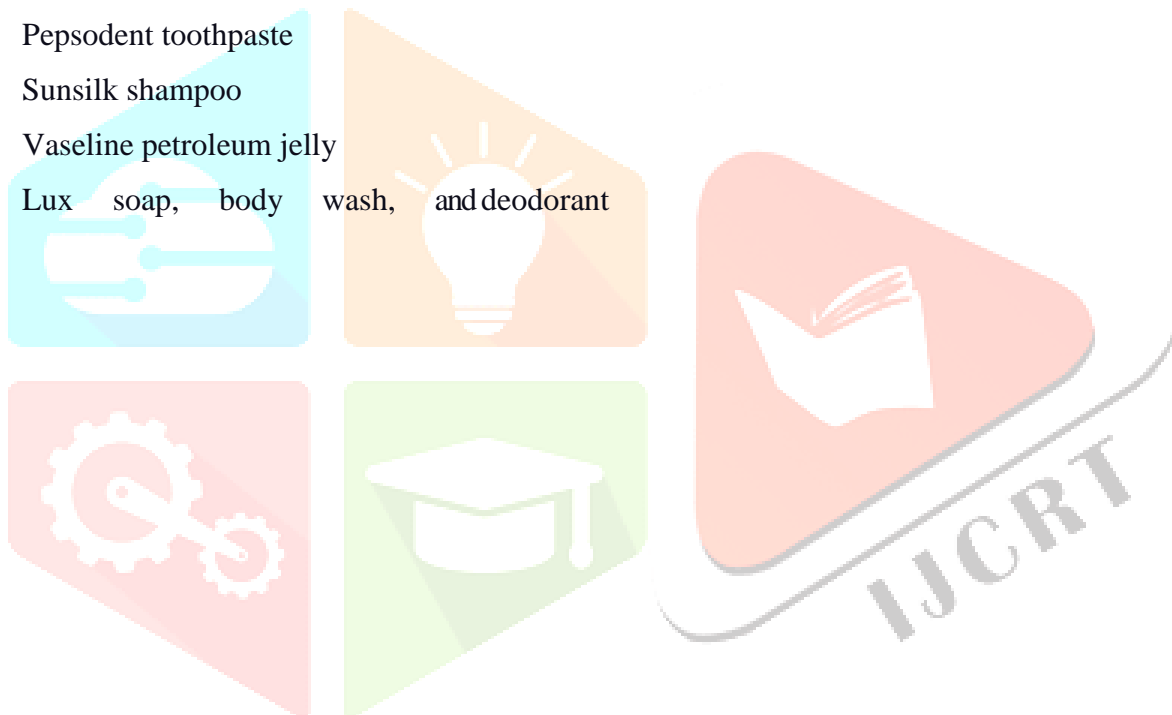 Pepsodent toothpaste
Sunsilk shampoo
Vaseline petroleum jelly
Lux soap, body wash, and deodorant
IJCRT